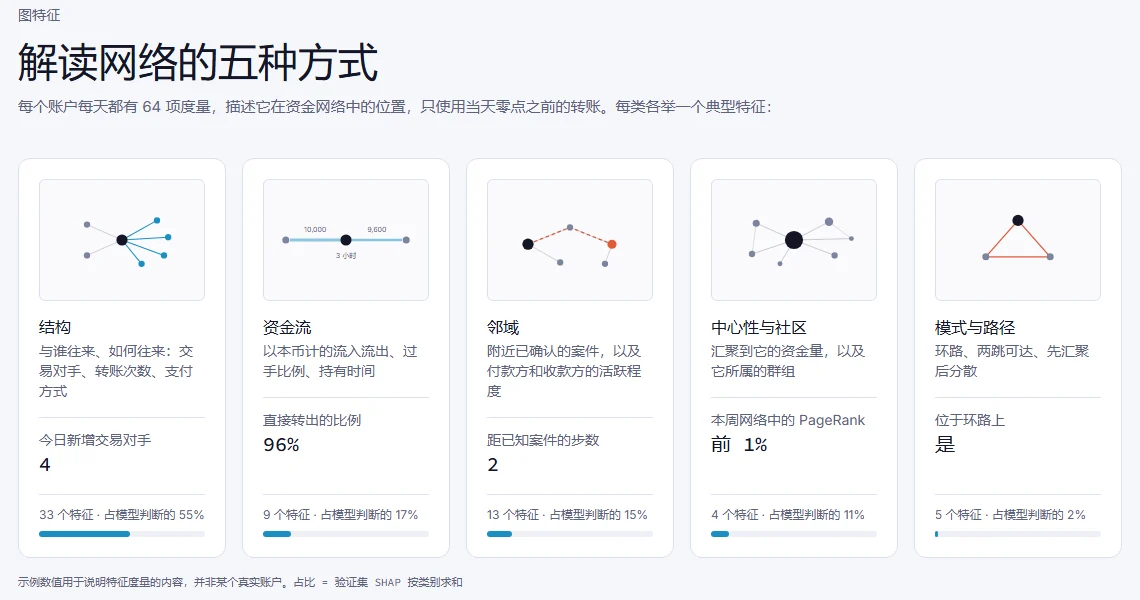 图特征
解读网络的五种方式
每个账户每天都有 64 项度量，描述它在资金网络中的位置，只使用当天零点之前的转账。每类各举一个典型特征：
结构
与谁往来、如何往来：交
易对手、转账次数、支付
方式
今日新增交易对手
4
33 个特征 · 占模型判断的 55%
10,000
9,600
3 小时
资金流
以本币计的流入流出、过
手比例、持有时间
直接转出的比例
96%
9 个特征 · 占模型判断的 17%
邻域
附近已确认的案件，以及
付款方和收款方的活跃程
度
距已知案件的步数
2
13 个特征 · 占模型判断的 15%
中心性与社区
汇聚到它的资金量，以及
它所属的群组
本周网络中的 PageRank
前 1%
4 个特征 · 占模型判断的 11%
模式与路径
环路、两跳可达、先汇聚
后分散
位于环路上
是
5 个特征 · 占模型判断的 2%
示例数值用于说明特征度量的内容，并非某个真实账户。占比 = 验证集 SHAP 按类别求和